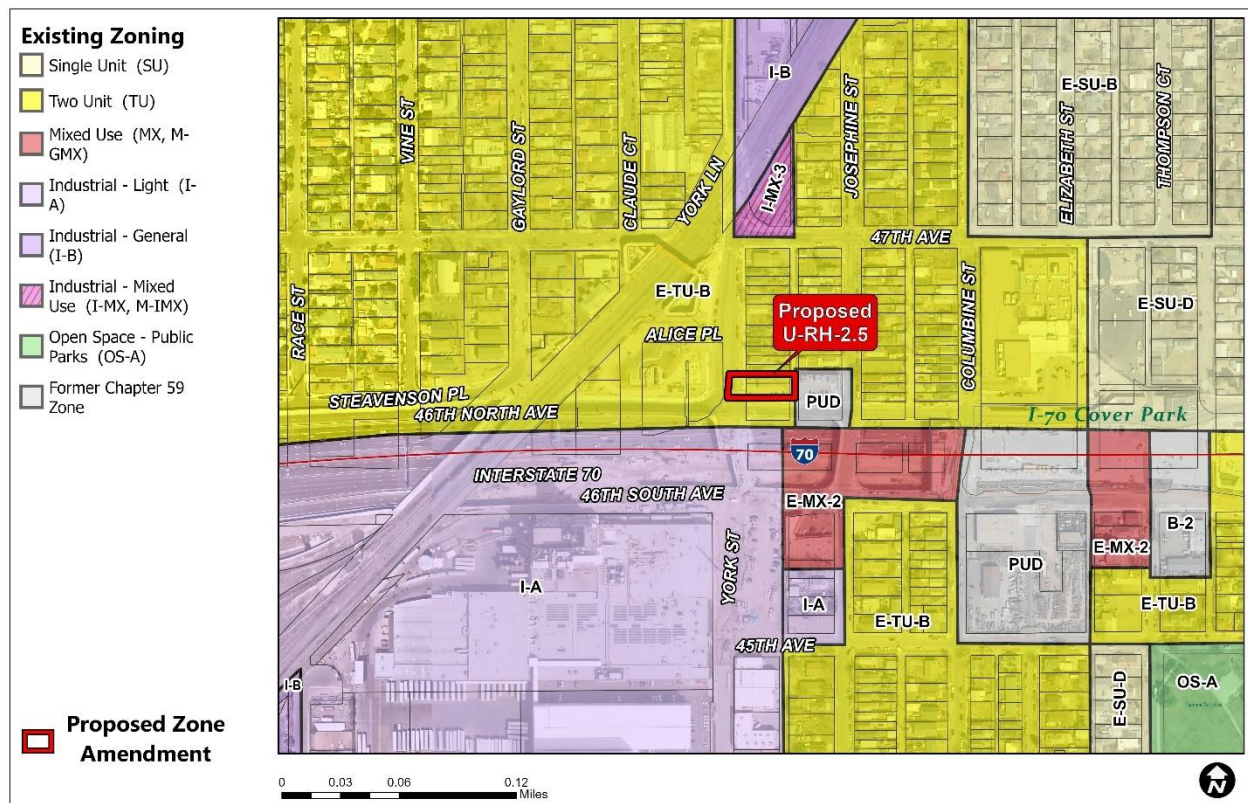 Existing Zoning
Single Unit (SU)
Two Unit (TU)
Mixed Use (MX, M-
GMX)
Industrial - Light (I-
A)
Industrial - General
(I-B)
Industrial - Mixed
Use (I-MX, M-IMX)
Open Space - Public
Parks (OS-A)
Former Chapter 59
Zone
Proposed Zone
Amendment
I-B
E-SU-B
VINE ST
GAYLORD ST
CLAUDE CT
YORK LN
I-MX-3
JOSEPHINE ST
ELIZABETH ST
THOMPSON CT
47TH AVE
RACE ST
E-TU-B
COLUMBINE ST
E-SU-D
Proposed
U-RH-2.5
ALICE PL
STEAVENSON PL
46TH NORTH AVE
PUD
I-70 Cover Park
70
INTERSTATE 70
46TH SOUTH AVE
E-MX-2
B-2
E-MX-2
PUD
I-A
YORK ST
I-A
E-TU-B
E-TU-B
45TH AVE
I-B
E-SU-D
OS-A
0 0.03 0.06 0.12
Miles
N